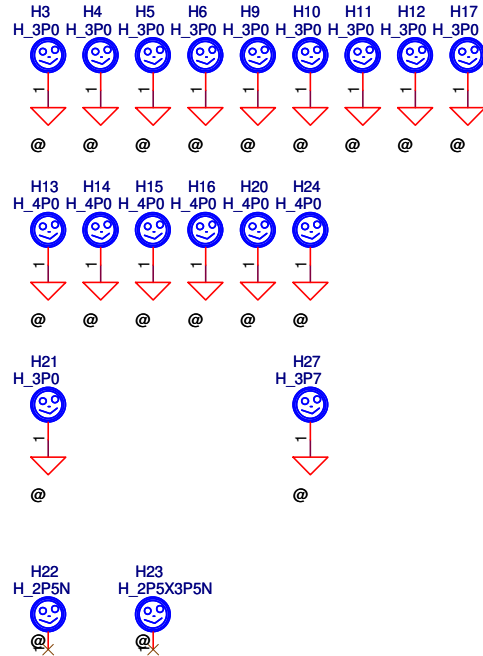 H3 H4 H5 H6 H9 H10 H11 H12 H17
H_3P0 H_3P0 H_3P0 H_3P0 H_3P0 H_3P0 H_3P0 H_3P0 H_3P0
1 1 1 1 1 1 1 1 1
@ @ @ @ @ @ @ @ @
H13 H14 H15 H16 H20 H24
H_4P0 H_4P0 H_4P0 H_4P0 H_4P0 H_4P0
1 1 1 1 1 1
@ @ @ @ @ @
H21 H27
H_3P0 H_3P7
1 1
@ @
H22 H23
H_2P5N H_2P5X3P5N
@ @
1 1